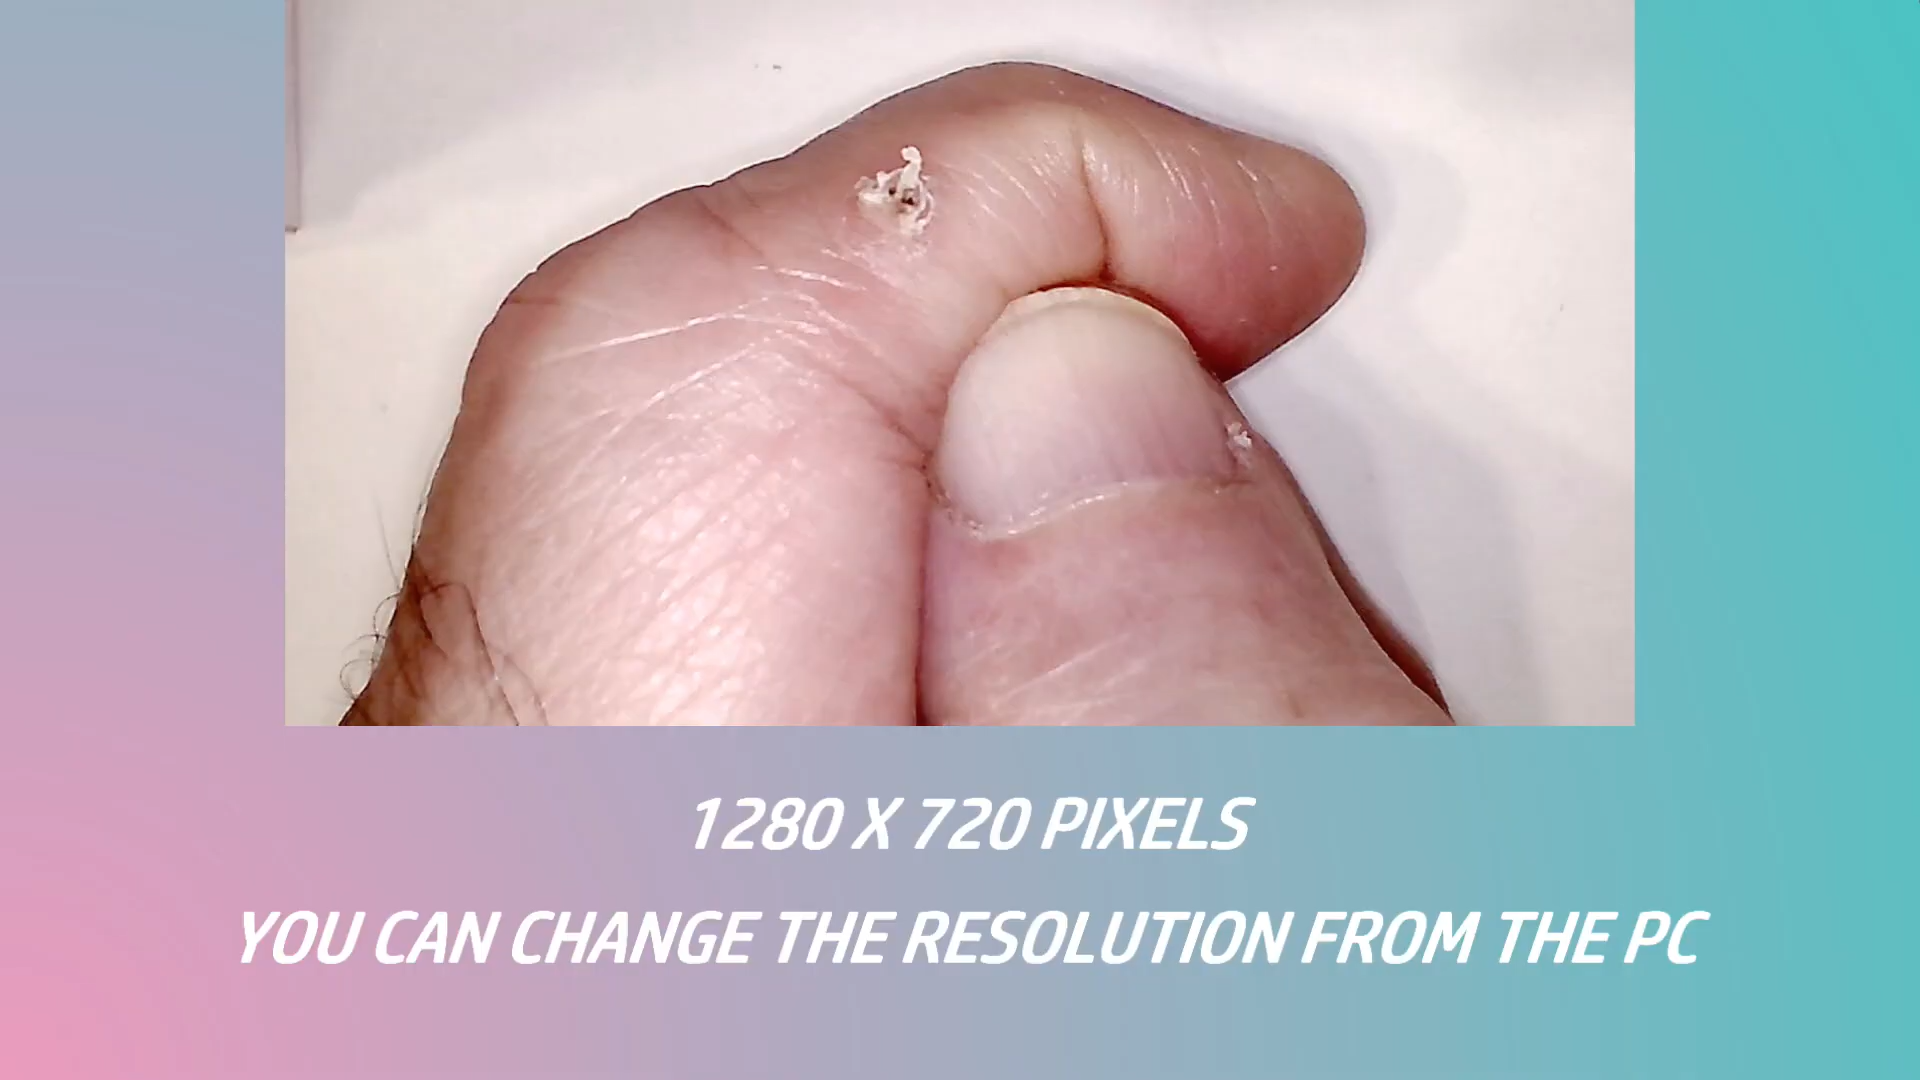 1280 X 720 PIXELS
YOU CAN CHANGE THE RESOLUTION FROM THE PC